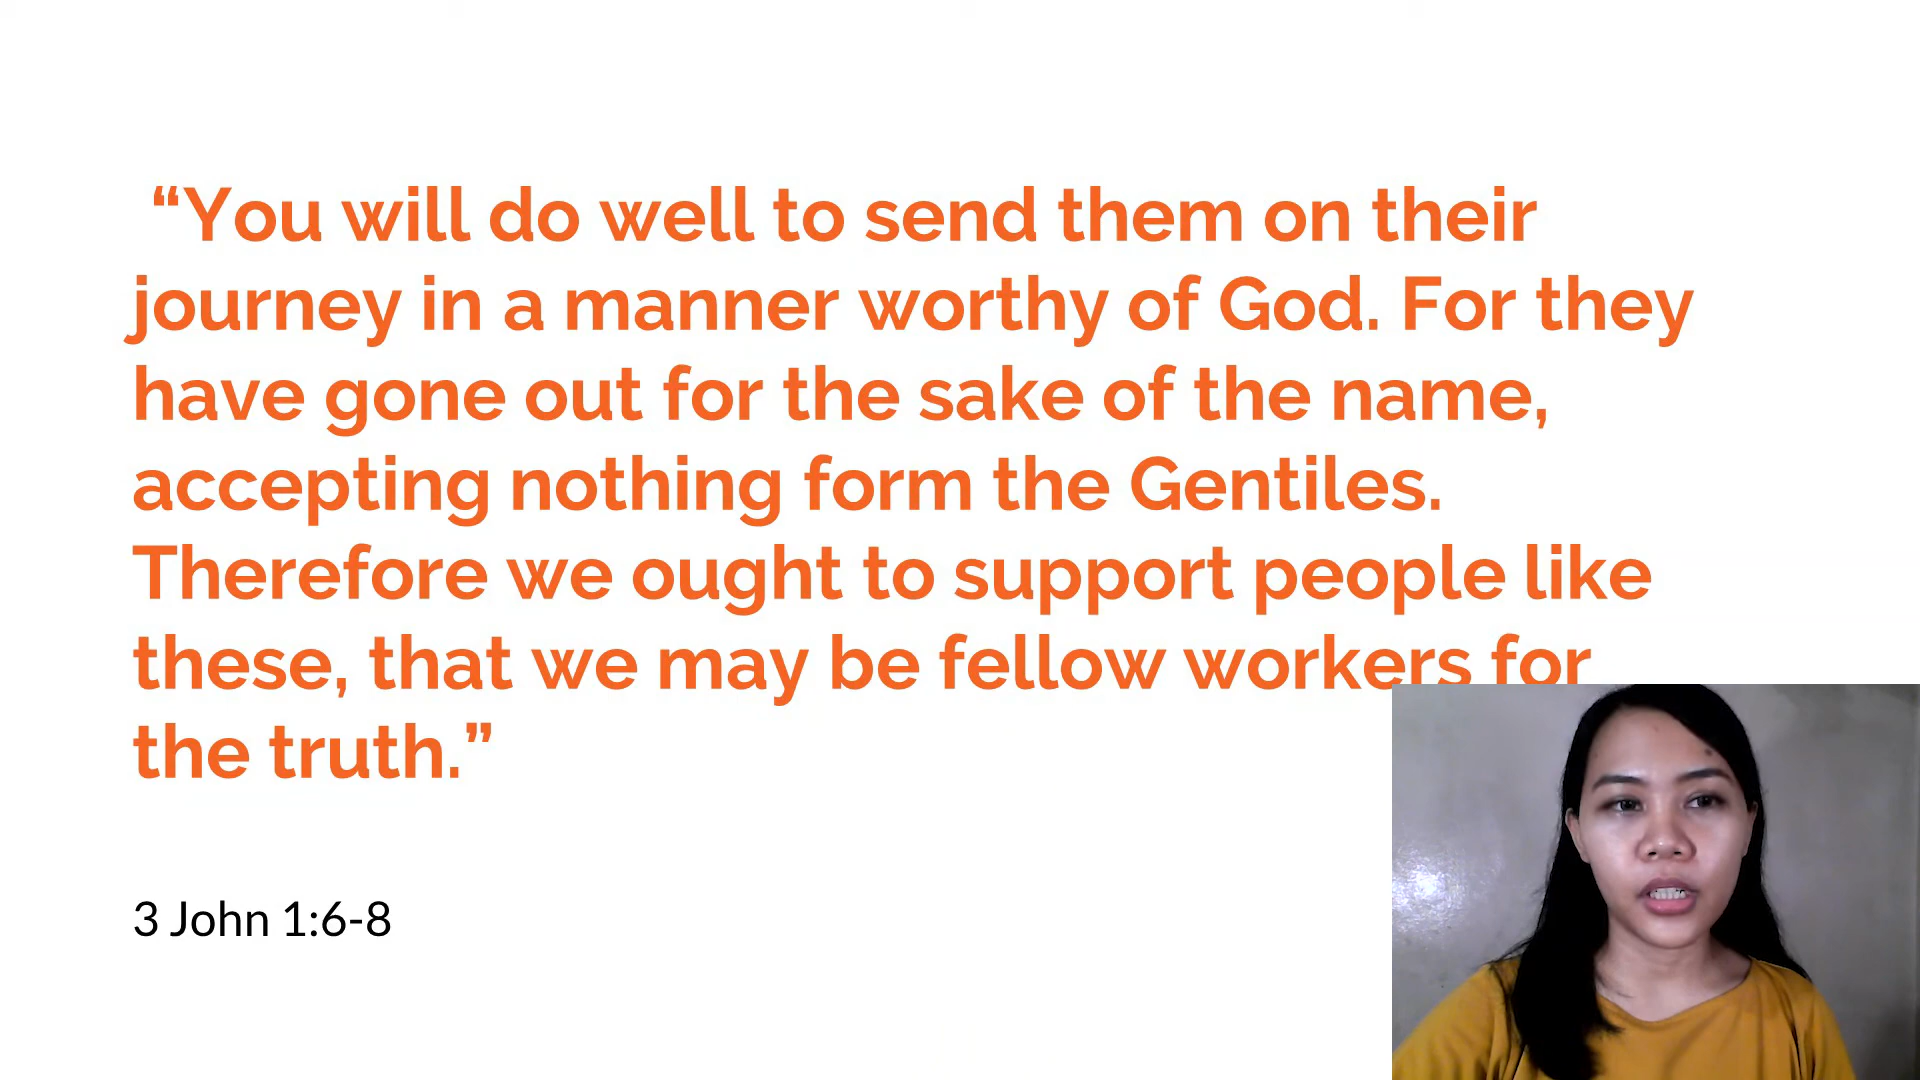 “You will do well to send them on their
journey in a manner worthy of God. For they
have gone out for the sake of the name,
accepting nothing form the Gentiles.
Therefore we ought to support people like
these, that we may be fellow workers for
the truth.”
3 John 1:6-8